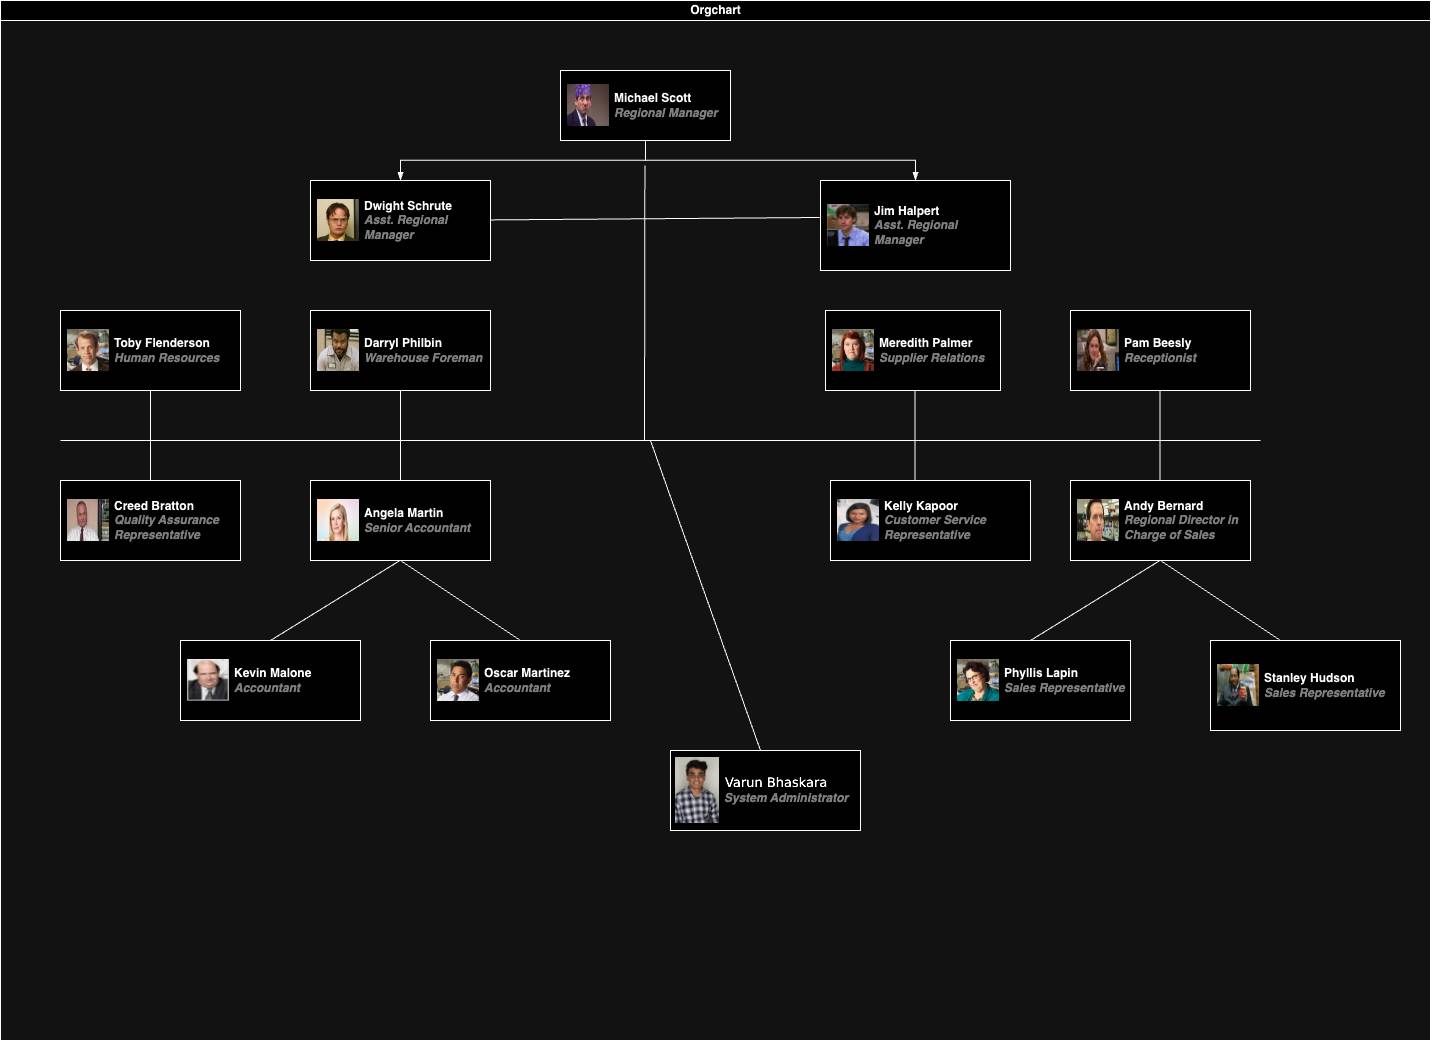 Orgchart
Michael Scott
Regional Manager
Dwight Schrute
Asst. Regional
Manager
Jim Halpert
Asst. Regional
Manager
Toby Flenderson
Human Resources
Darryl Philbin
Warehouse Foreman
Meredith Palmer
Supplier Relations
Pam Beesly
Receptionist
Creed Bratton
Quality Assurance
Representative
Angela Martin
Senior Accountant
Kelly Kapoor
Customer Service
Representative
Andy Bernard
Regional Director in
Charge of Sales
Kevin Malone
Accountant
Oscar Martinez
Accountant
Phyllis Lapin
Sales Representative
Stanley Hudson
Sales Representative
Varun Bhaskara
System Administrator